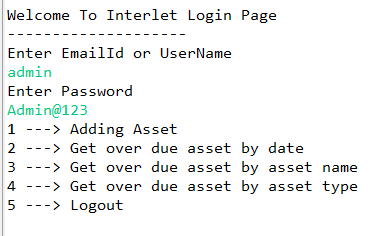 Welcome To Interlet Login Page
--------------------
Enter EmailId or UserName
admin
Enter Password
Admin@123
1 ---> Adding Asset
2 ---> Get over due asset by date
3 ---> Get over due asset by asset name
4 ---> Get over due asset by asset type
5 ---> Logout